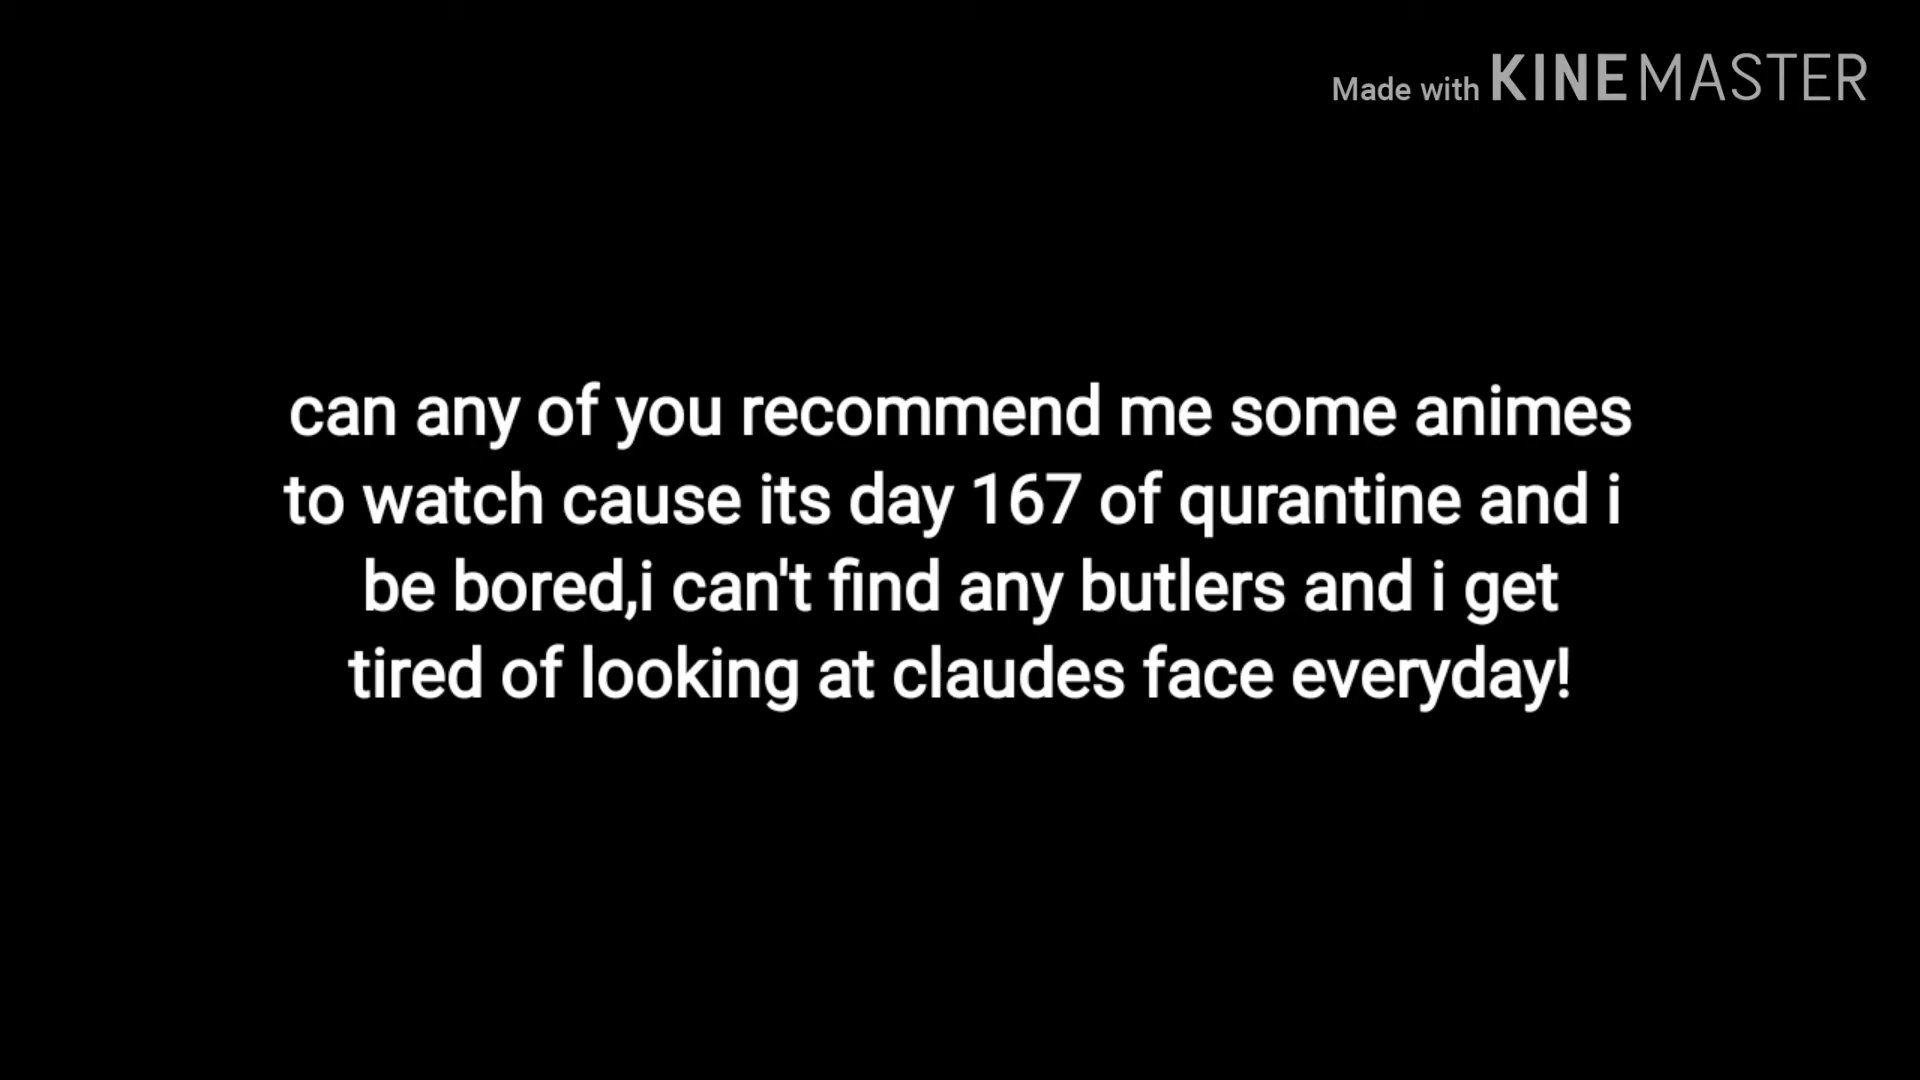 Made with KINEMASTER
can any of you recommend me some animes
to watch cause its day 167 of qurantine and i
be bored,i can't find any butlers and i get
tired of looking at claudes face everyday!